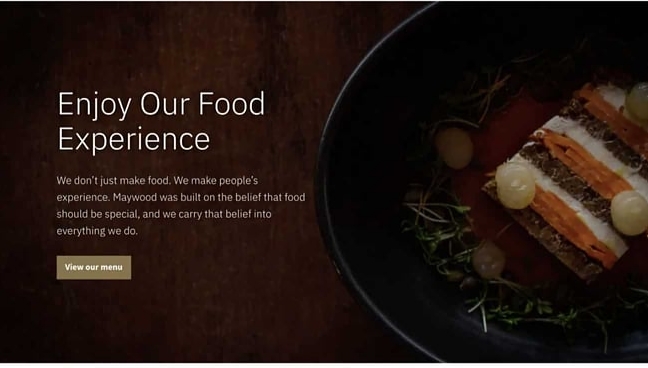 Enjoy Our Food
Experience
We don’t just make food. We make people’s
experience. Maywood was built on the belief that food
should be special, and we carry that belief into
everything we do.
View our menu